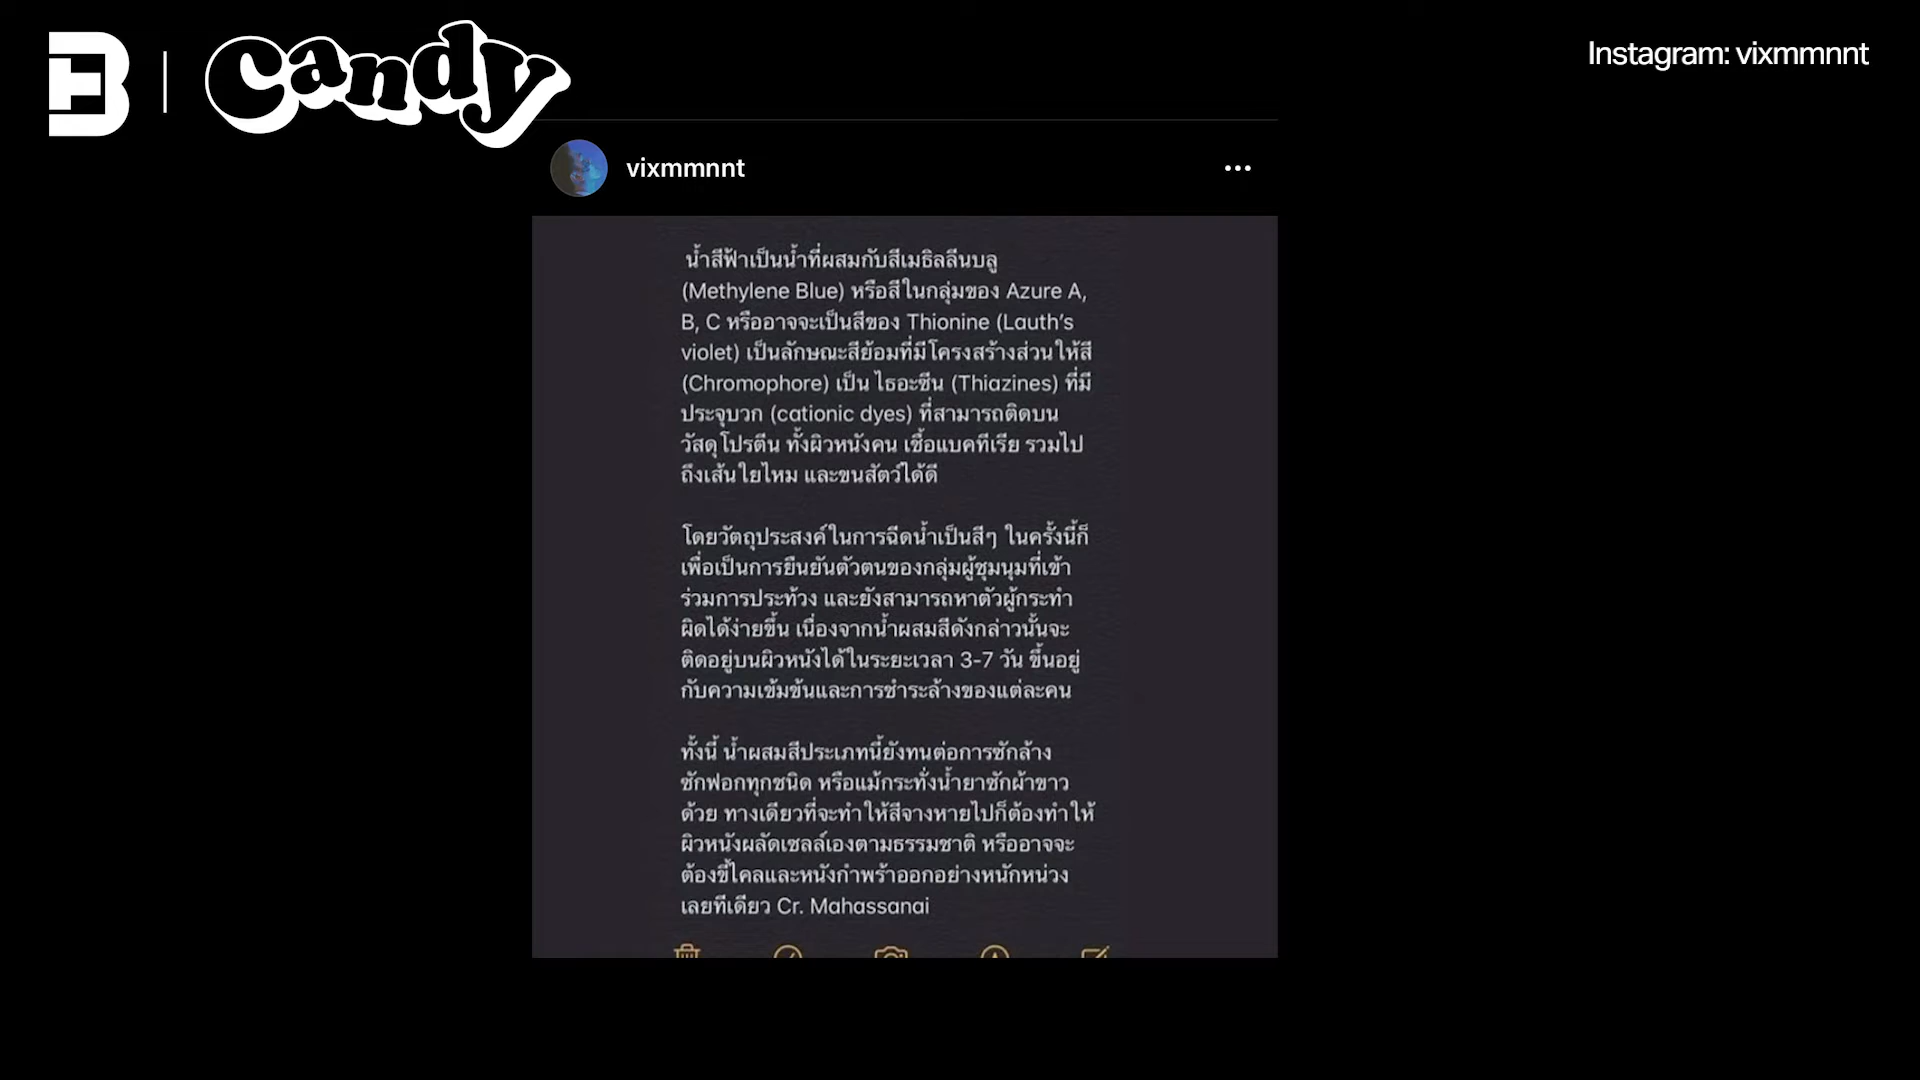 B | Candy
Instagram: vixmmnnt
vixmmnnt
น้ำสีฟ้าเป็นน้ำที่ผสมกับสีเมธิลลีนบลู
(Methylene Blue) หรือสีในกลุ่มของ Azure A,
B, C หรืออาจจะเป็นสีของ Thionine (Lauth’s
violet) เป็นลักษณะสีย้อมที่มีโครงสร้างส่วนให้สี
(Chromophore) เป็น ไธอะซีน (Thiazines) ที่มี
ประจุบวก (cationic dyes) ที่สามารถติดบน
วัสดุโปรตีน ทั้งผิวหนังคน เชื้อแบคทีเรีย รวมไป
ถึงเส้นใยไหม และขนสัตว์ได้ดี
โดยวัตถุประสงค์ในการฉีดน้ำเป็นสีๆ ในครั้งนี้ก็
เพื่อเป็นการยืนยันตัวตนของกลุ่มผู้ชุมนุมที่เข้า
ร่วมการประท้วง และยังสามารถหาตัวผู้กระทำ
ผิดได้ง่ายขึ้น เนื่องจากน้ำผสมสีดังกล่าวนั้นจะ
ติดอยู่บนผิวหนังได้ในระยะเวลา 3-7 วัน ขึ้นอยู่
กับความเข้มข้นและการชำระล้างของแต่ละคน
ทั้งนี้ น้ำผสมสีประเภทนี้ยังทนต่อการซักล้าง
ซักฟอกทุกชนิด หรือแม้กระทั่งน้ำยาซักผ้าขาว
ด้วย ทางเดียวที่จะทำให้สีจางหายไปก็ต้องทำให้
ผิวหนังผลัดเซลล์เองตามธรรมชาติ หรืออาจจะ
ต้องขี้ไคลและหนังกำพร้าออกอย่างหนักหน่วง
เลยทีเดียว Cr. Mahassanai